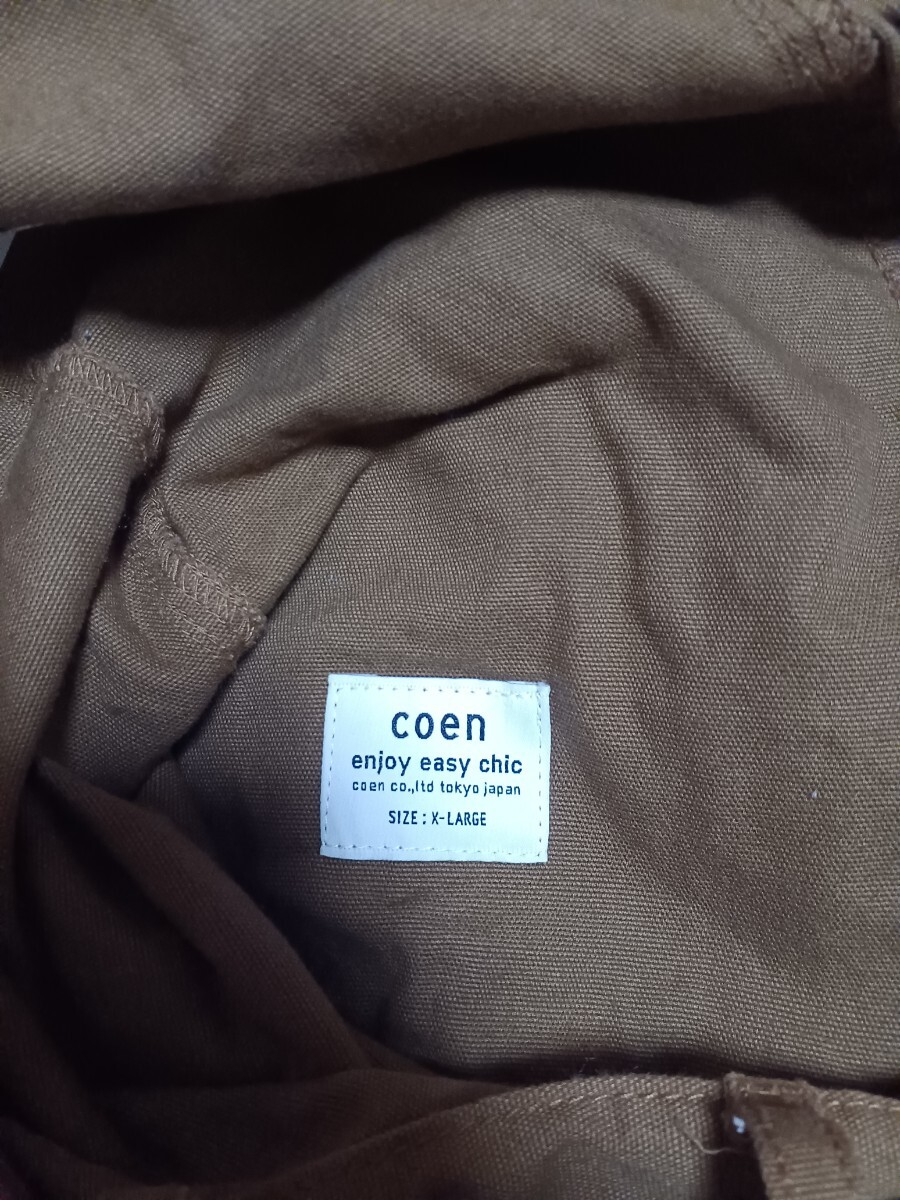 coen
enjoy easy chic
coen co.,ltd tokyo japan
SIZE : X-LARGE